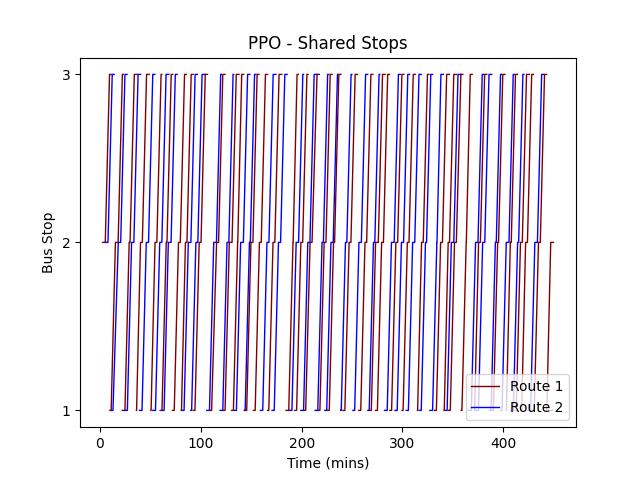 PPO - Shared Stops
3
2
1
Bus Stop
0
100
200
300
400
Time (mins)
Route 1
Route 2